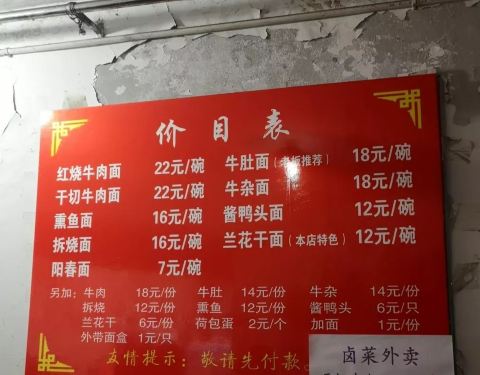 价目表
红烧牛肉面 22元/碗 牛肚面(老板推荐) 18元/碗
干切牛肉面 22元/碗 牛杂面 18元/碗
熏鱼面 16元/碗 酱鸭头面 12元/碗
拆烧面 16元/碗 兰花干面(本店特色) 12元/碗
阳春面 7元/碗
另加: 牛肉 18元/份 牛肚 14元/份 牛杂 14元/份
拆烧 12元/份 熏鱼 12元/份 酱鸭头 6元/只
兰花干 6元/份 荷包蛋 2元/个 加面 1元/份
外带面盒 1元/只
友情提示: 敬请先付款。
卤菜外卖